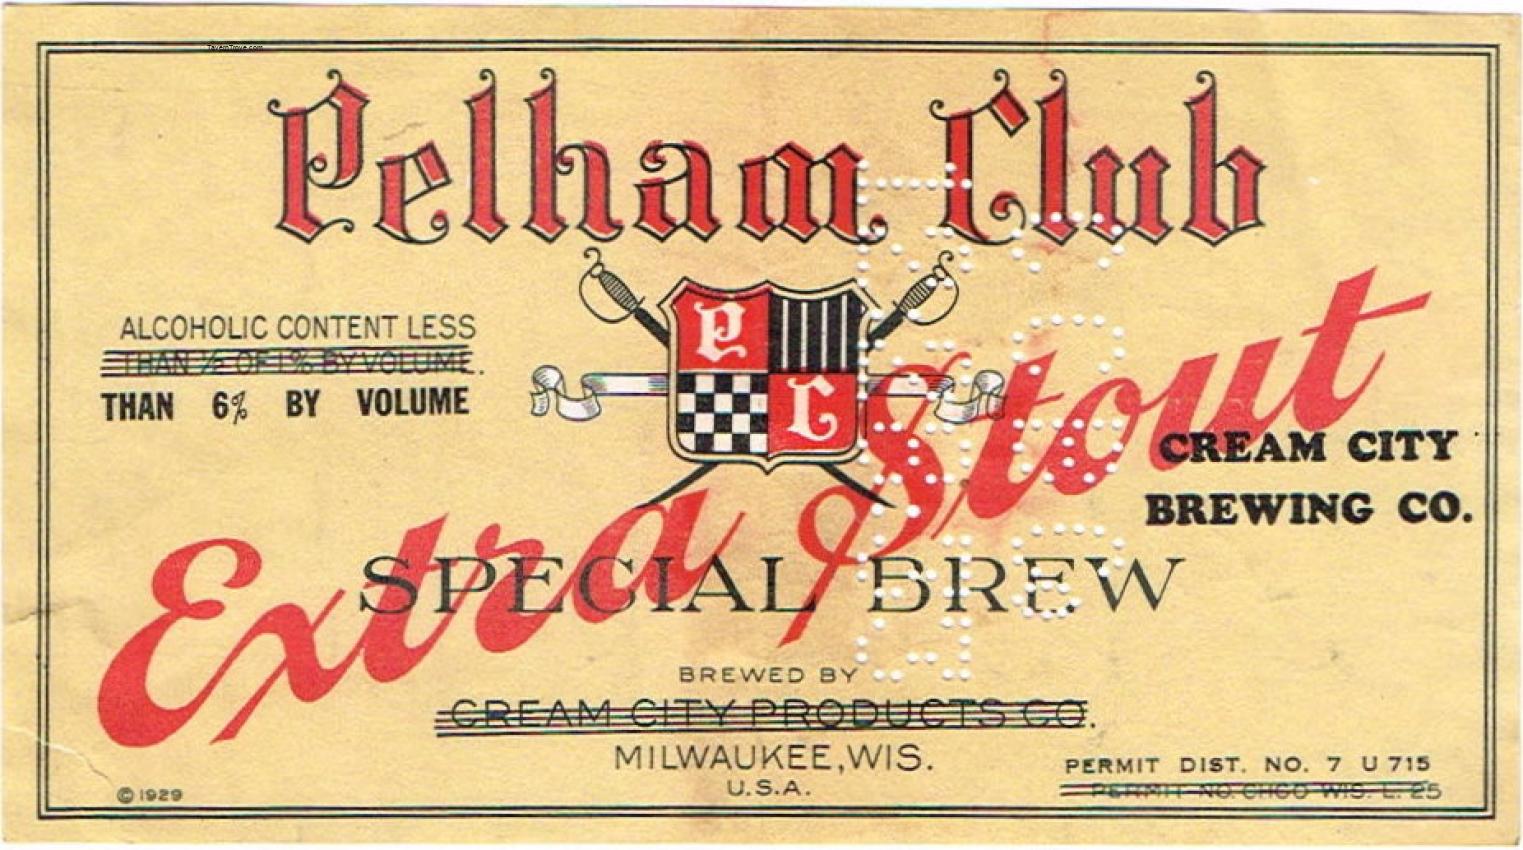 TavernTrove.com
Pelham Club
P
C
ALCOHOLIC CONTENT LESS
THAN ½ OF 1% BY VOLUME.
THAN 6% BY VOLUME
Extra Stout
CREAM CITY
BREWING CO.
SPECIAL BREW
BREWED BY
CREAM CITY PRODUCTS CO.
MILWAUKEE, WIS.
U.S.A.
PERMIT DIST. NO. 7 U 715
PERMIT NO. CHGO WIS. L. 25
© 1929